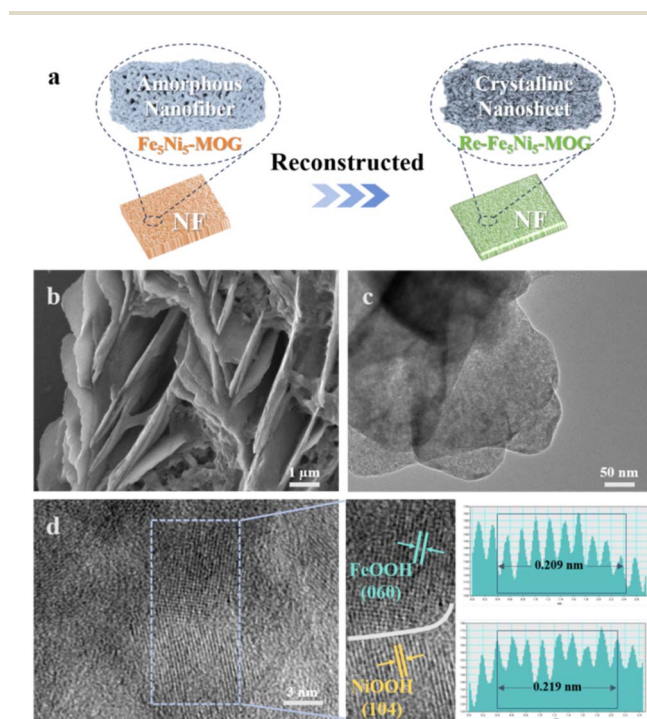 a
Amorphous
Nanofiber
Fe₅Ni₅-MOG
NF
Reconstructed
Crystalline
Nanosheet
Re-Fe₅Ni₅-MOG
NF
b
1 µm
c
50 nm
d
3 nm
FeOOH
(060)
NiOOH
(104)
0.209 nm
0.219 nm